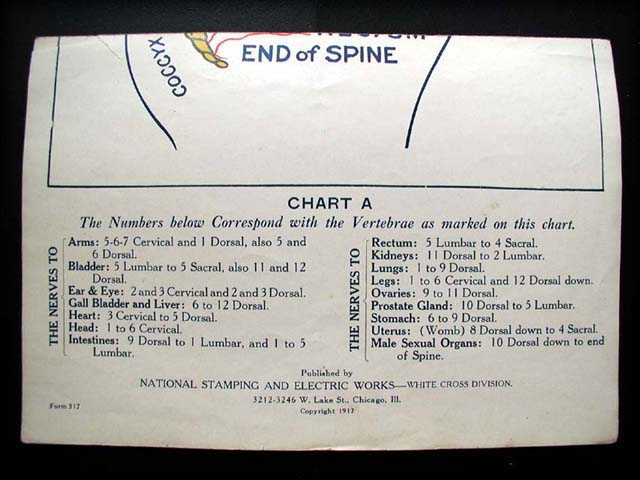 END of SPINE
COCCYX
CHART A
The Numbers below Correspond with the Vertebrae as marked on this chart.
THE NERVES TO
Arms: 5-6-7 Cervical and 1 Dorsal, also 5 and
6 Dorsal.
Bladder: 5 Lumbar to 5 Sacral, also 11 and 12
Dorsal.
Ear & Eye: 2 and 3 Cervical and 2 and 3 Dorsal.
Gall Bladder and Liver: 6 to 12 Dorsal.
Heart: 3 Cervical to 5 Dorsal.
Head: 1 to 6 Cervical.
Intestines: 9 Dorsal to 1 Lumbar, and 1 to 5
Lumbar.
THE NERVES TO
Rectum: 5 Lumbar to 4 Sacral.
Kidneys: 11 Dorsal to 2 Lumbar.
Lungs: 1 to 9 Dorsal.
Legs: 1 to 6 Cervical and 12 Dorsal down.
Ovaries: 9 to 11 Dorsal.
Prostate Gland: 10 Dorsal to 5 Lumbar.
Stomach: 6 to 9 Dorsal.
Uterus: (Womb) 8 Dorsal down to 4 Sacral.
Male Sexual Organs: 10 Dorsal down to end
of Spine.
Published by
NATIONAL STAMPING AND ELECTRIC WORKS—WHITE CROSS DIVISION.
3212-3246 W. Lake St., Chicago, Ill.
Form 317
Copyright 1917